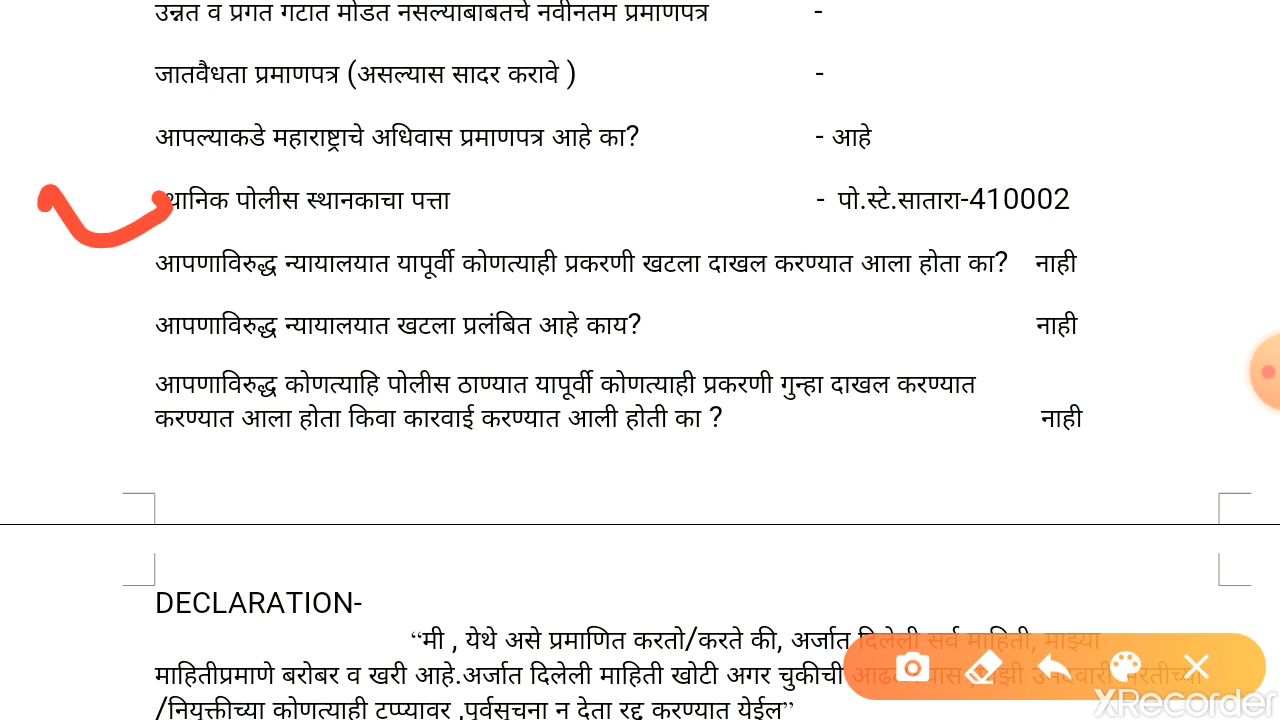 उन्नत व प्रगत गटात मोडत नसल्याबाबतचे नवीनतम प्रमाणपत्र -
जातवैधता प्रमाणपत्र (असल्यास सादर करावे ) -
आपल्याकडे महाराष्ट्राचे अधिवास प्रमाणपत्र आहे का? - आहे
स्थानिक पोलीस स्थानकाचा पत्ता - पो.स्टे.सातारा-410002
आपणाविरुद्ध न्यायालयात यापूर्वी कोणत्याही प्रकरणी खटला दाखल करण्यात आला होता का? नाही
आपणाविरुद्ध न्यायालयात खटला प्रलंबित आहे काय? नाही
आपणाविरुद्ध कोणत्याहि पोलीस ठाण्यात यापूर्वी कोणत्याही प्रकरणी गुन्हा दाखल करण्यात
करण्यात आला होता किवा कारवाई करण्यात आली होती का ? नाही
DECLARATION-
“मी , येथे असे प्रमाणित करतो/करते की, अर्जात दिलेली सर्व माहिती, माझ्या
माहितीप्रमाणे बरोबर व खरी आहे.अर्जात दिलेली माहिती खोटी अगर चुकीची
/नियुक्तीच्या कोणत्याही टप्प्यावर ,पूर्वसूचना न देता रद्द करण्यात येईल”
XRecorder